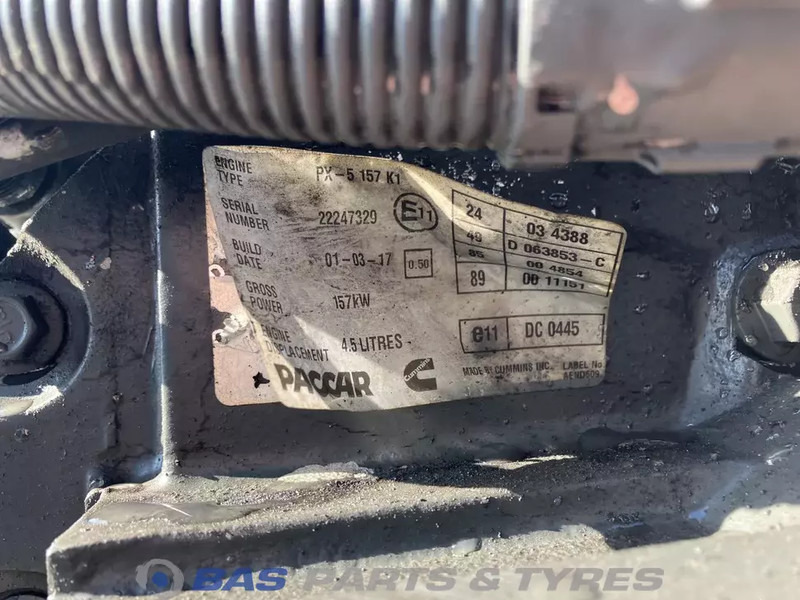 ENGINE TYPE PX-5 157 K1
SERIAL NUMBER 22247329
E11
BUILD DATE 01-03-17 0.50
GROSS POWER 157kW
ENGINE DISPLACEMENT 4.5 LITRES
24 03 4388
49 D 063853-C
85 00 4854
89 00 11151
e11 DC 0445
PACCAR
CUMMINS
MADE BY CUMMINS INC. LABEL No
BAS PARTS & TYRES